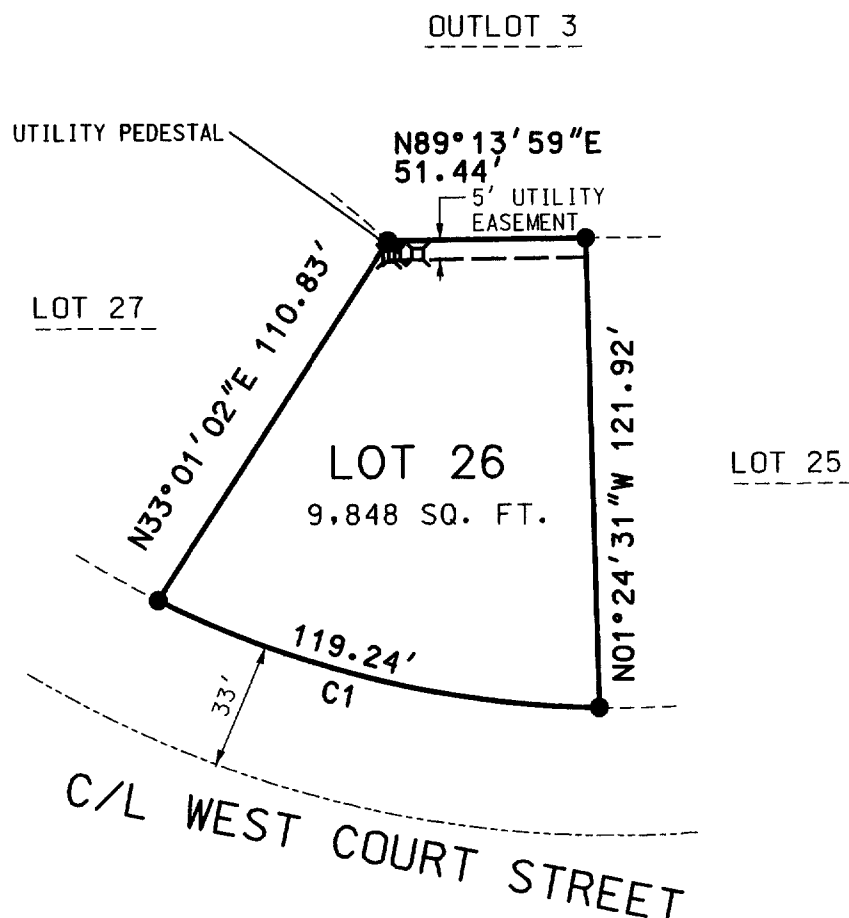 OUTLOT 3
UTILITY PEDESTAL
N89°13'59"E
51.44'
5' UTILITY
EASEMENT
LOT 27
N33°01'02"E 110.83'
LOT 26
9,848 SQ. FT.
N01°24'31"W 121.92'
LOT 25
119.24'
C1
33'
C/L WEST COURT STREET